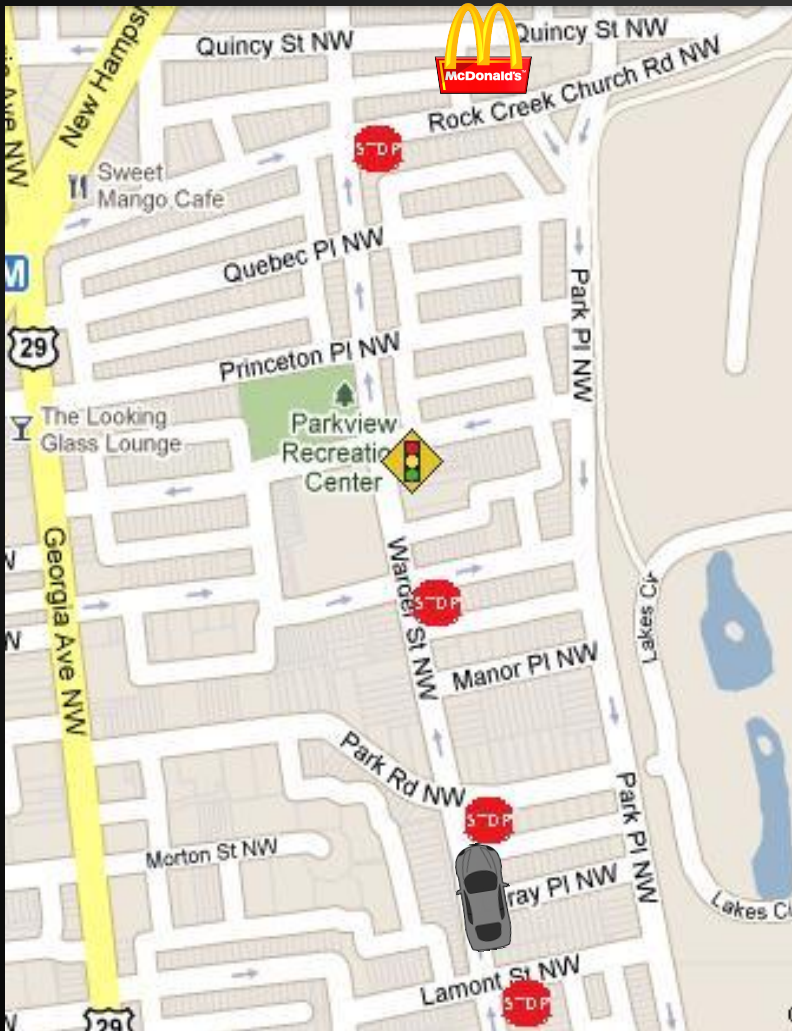 Quincy St NW
Quincy St NW
McDonald's
New Hampsh
Ave NW
Rock Creek Church Rd NW
STOP
Sweet
Mango Cafe
Quebec Pl NW
M
Park Pl NW
29
Princeton Pl NW
The Looking
Glass Lounge
Parkview
Recreatio
Center
Georgia Ave NW
Warder St NW
STOP
Lakes C
Manor Pl NW
Park Rd NW
STOP
Park Pl NW
Morton St NW
ray Pl NW
Lakes C
Lamont St NW
STOP
29